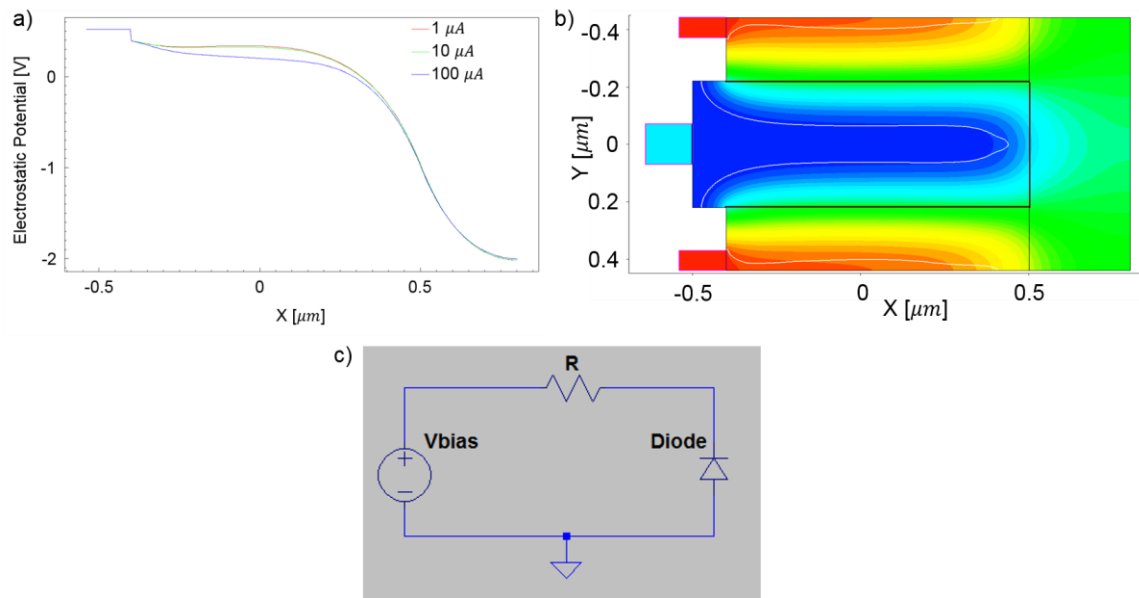 a)
1 μA
10 μA
100 μA
Electrostatic Potential [V]
0
-1
-2
-0.5
0
0.5
X [μm]
b)
-0.4
-0.2
0
0.2
0.4
Y [μm]
-0.5
0
0.5
X [μm]
c)
R
Vbias
Diode